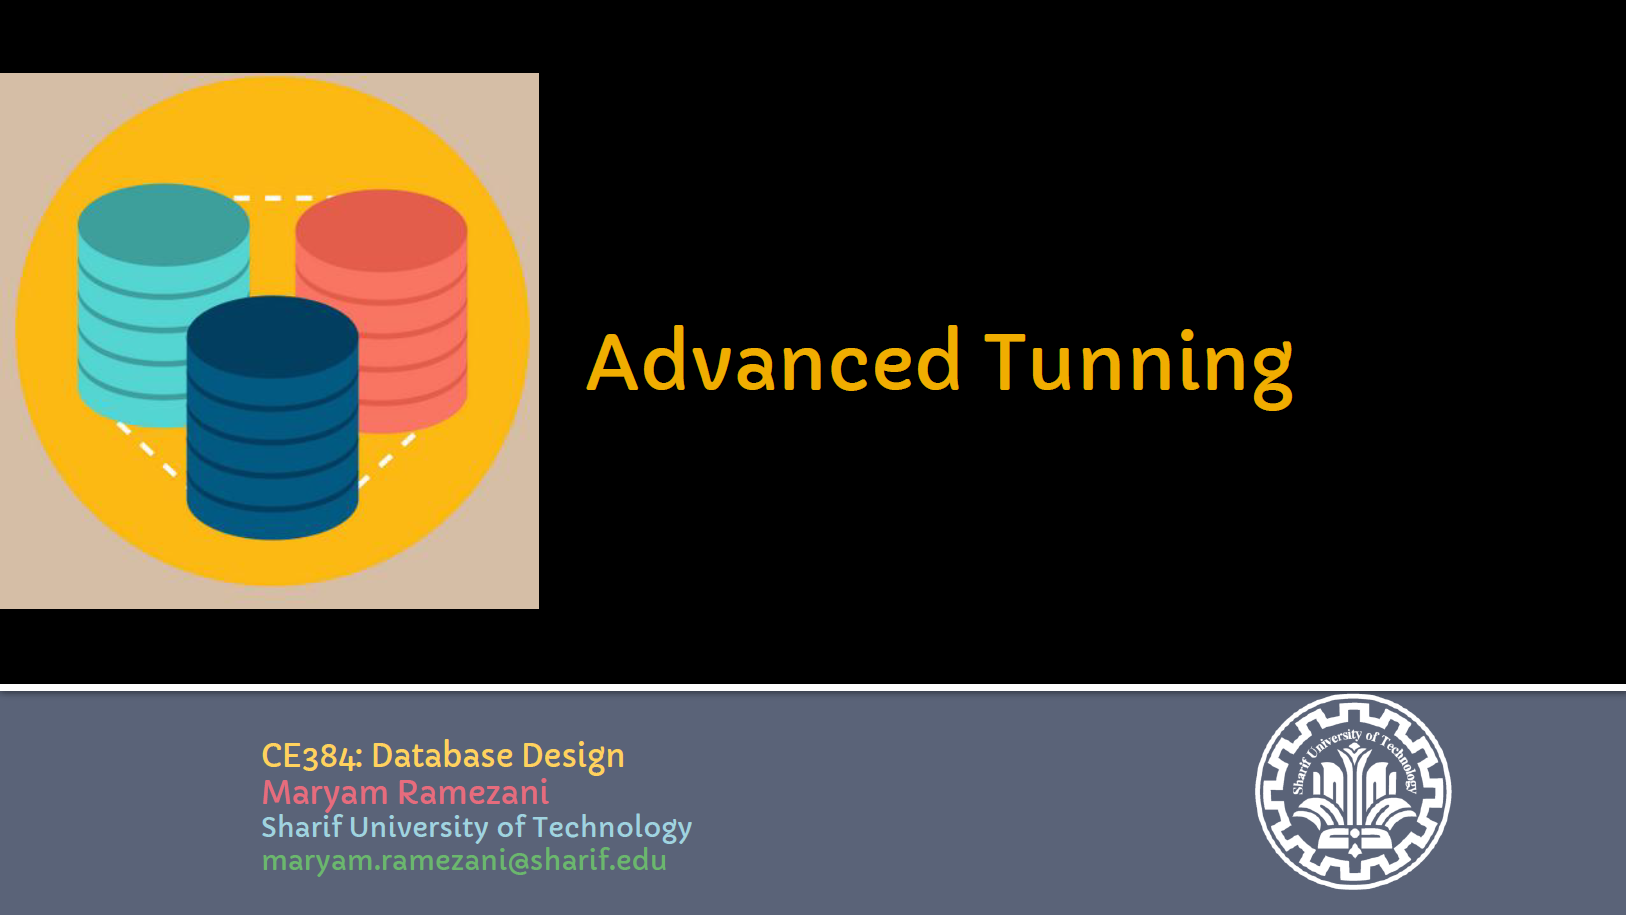 Advanced Tunning
CE384: Database Design
Maryam Ramezani
Sharif University of Technology
maryam.ramezani@sharif.edu
Sharif University of Technology